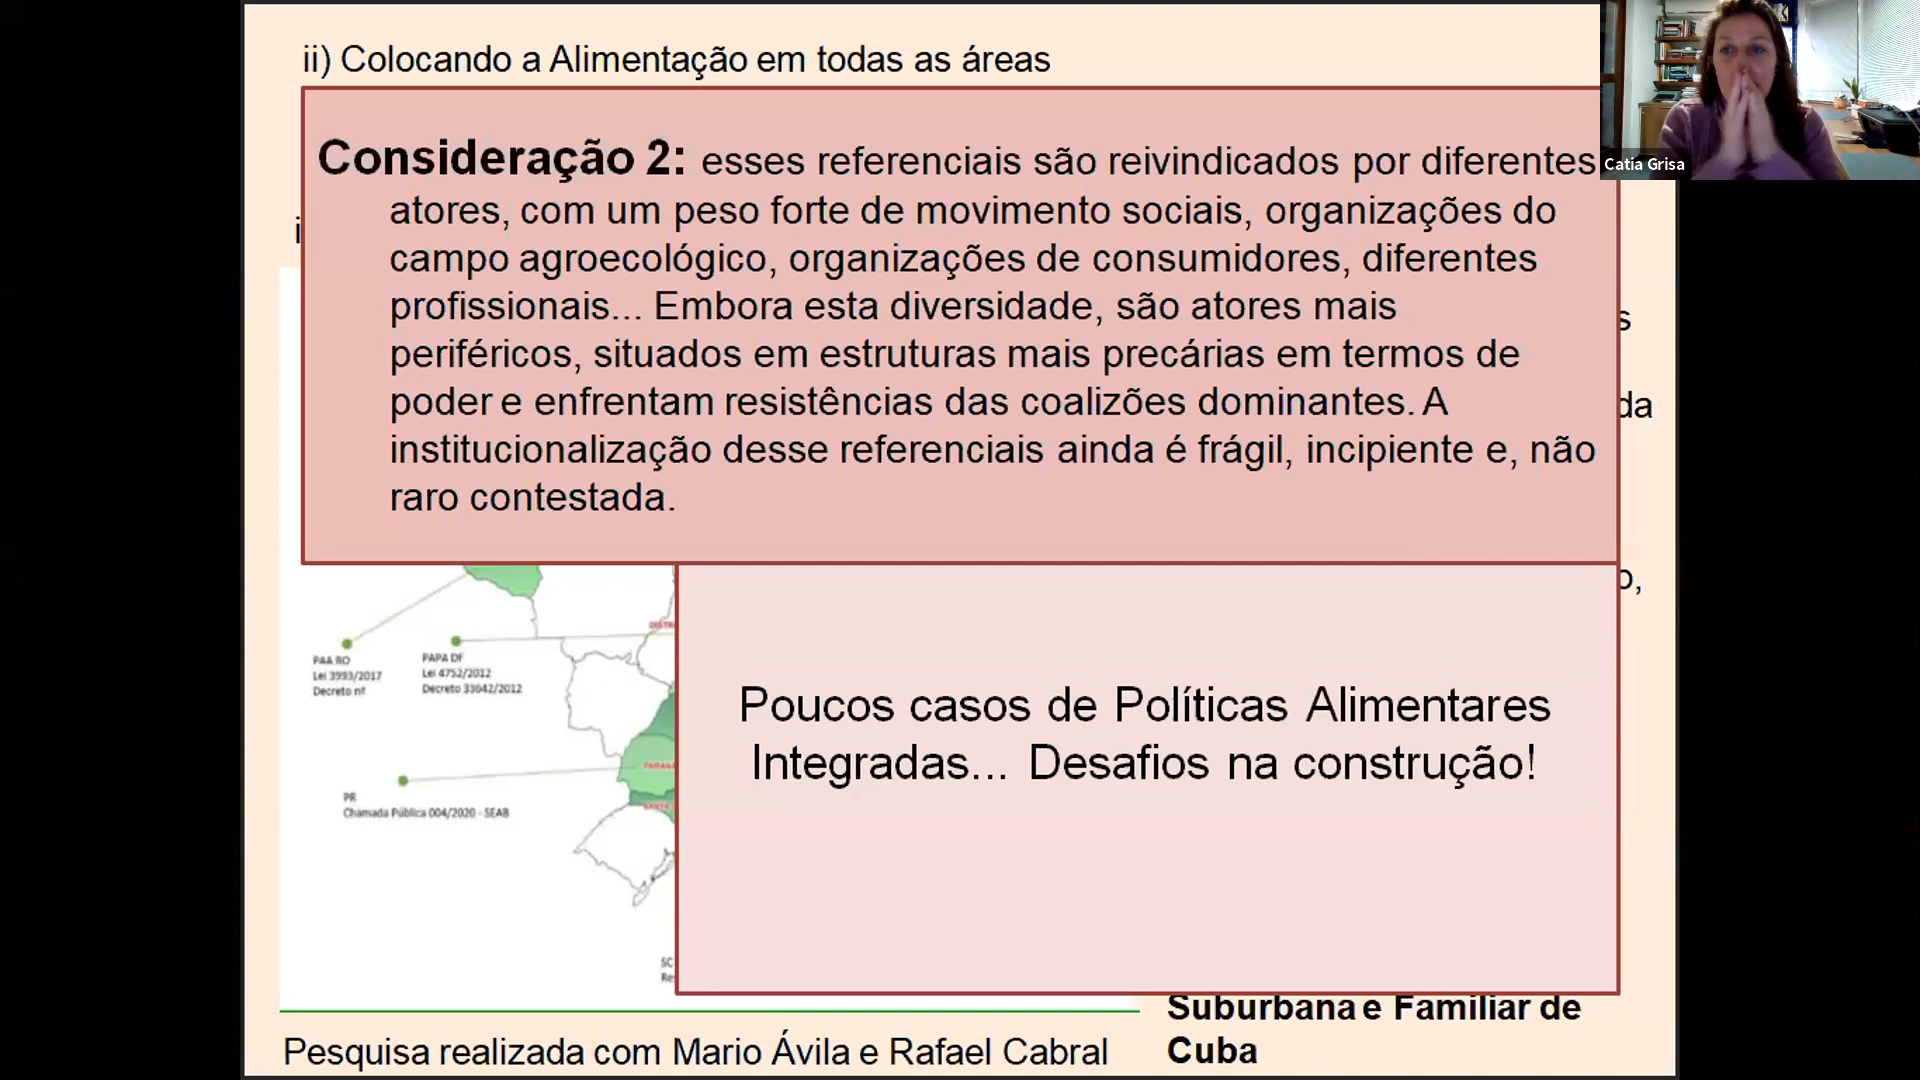 ii) Colocando a Alimentação em todas as áreas
Catia Grisa
Consideração 2: esses referenciais são reivindicados por diferentes
atores, com um peso forte de movimento sociais, organizações do
campo agroecológico, organizações de consumidores, diferentes
profissionais... Embora esta diversidade, são atores mais
periféricos, situados em estruturas mais precárias em termos de
poder e enfrentam resistências das coalizões dominantes. A
institucionalização desse referenciais ainda é frágil, incipiente e, não
raro contestada.
PAA RO
Lei 3993/2017
Decreto nº
PAPA DF
Lei 4752/2012
Decreto 33642/2012
PR
Chamada Pública 004/2020 - SEAB
SC
Poucos casos de Políticas Alimentares
Integradas... Desafios na construção!
Suburbana e Familiar de
Cuba
Pesquisa realizada com Mario Ávila e Rafael Cabral